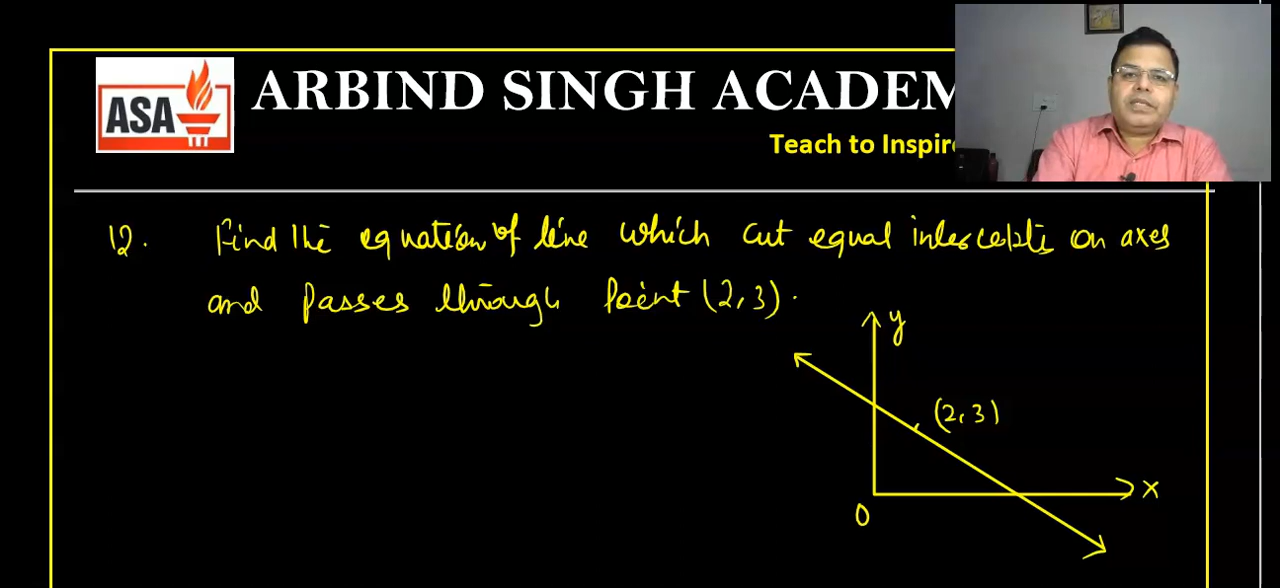 ASA
ARBIND SINGH ACADEM
Teach to Inspire
12. Find the equation of line which cut equal intercepts on axes
and passes through point (2,3).
y
(2,3)
x
0